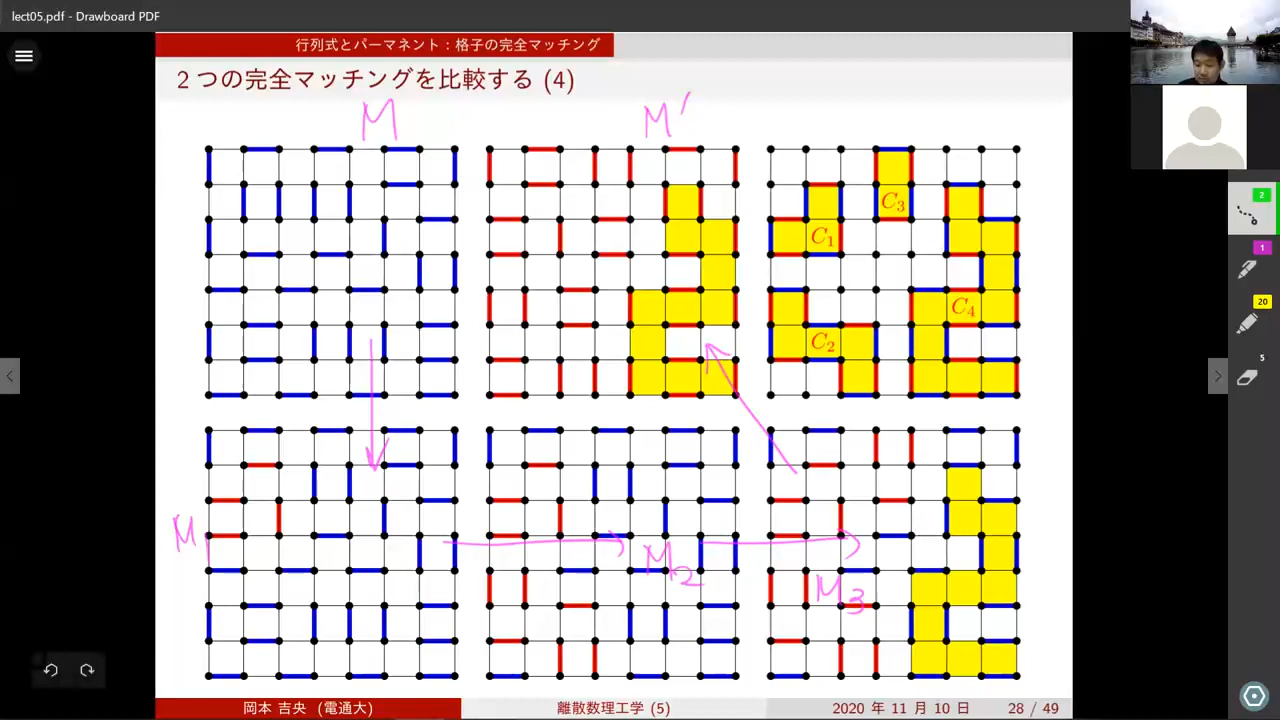 lect05.pdf - Drawboard PDF
行列式とパーマネント：格子の完全マッチング
2 つの完全マッチングを比較する (4)
M
M′
C₁
C₃
C₂
C₄
M₁
M₂
M₃
岡本 吉央 (電通大)
離散数理工学 (5)
2020 年 11 月 10 日
28 / 49
2
1
20
5